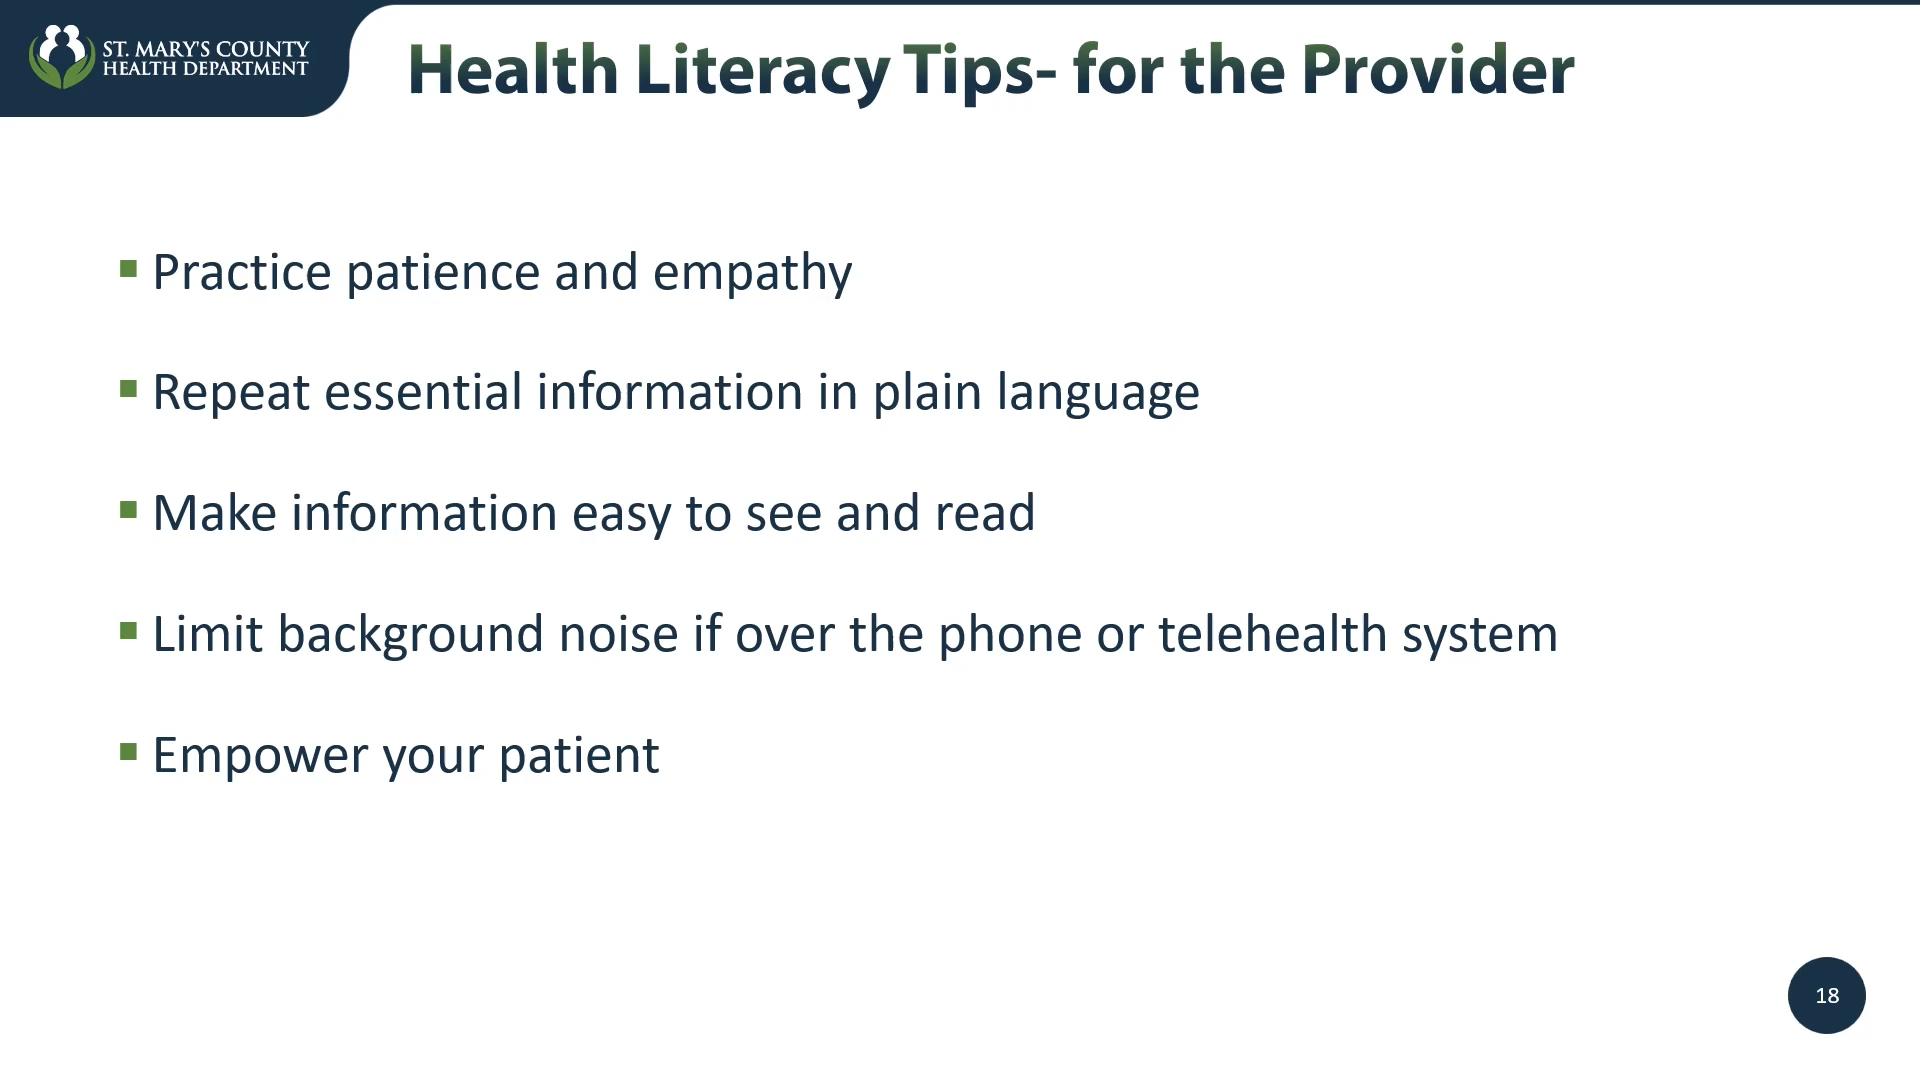 ST. MARY'S COUNTY
HEALTH DEPARTMENT
Health Literacy Tips- for the Provider
▪ Practice patience and empathy
▪ Repeat essential information in plain language
▪ Make information easy to see and read
▪ Limit background noise if over the phone or telehealth system
▪ Empower your patient
18